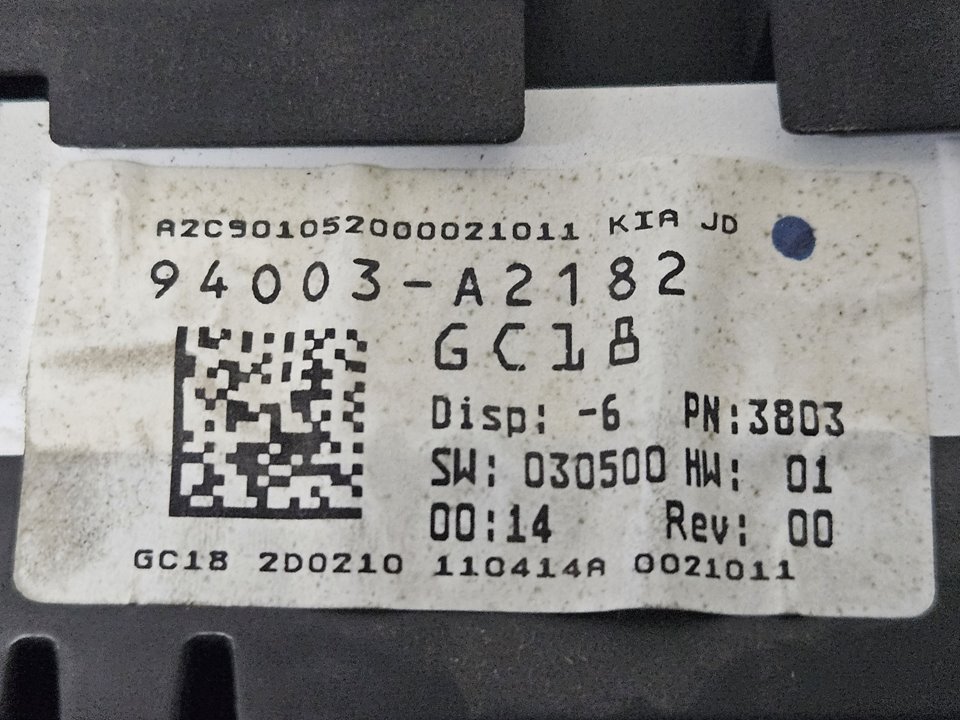 A2C901052000021011 KIA JD
94003-A2182
GC18
Disp: -6 PN:3803
SW: 030500 HW: 01
00:14 Rev: 00
GC18 2D0210 110414A 0021011